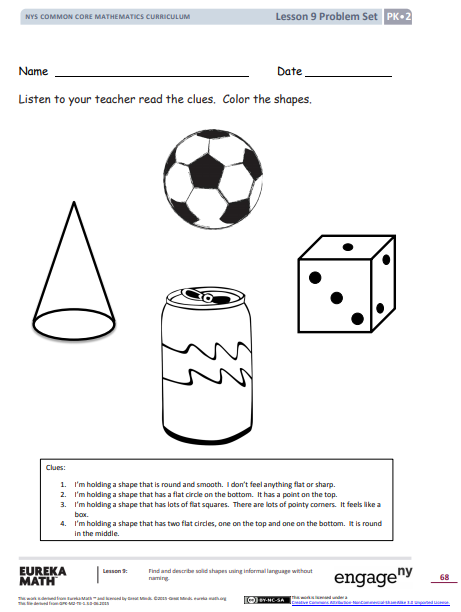 NYS COMMON CORE MATHEMATICS CURRICULUM
Lesson 9 Problem Set
PK•2
Name
Date
Listen to your teacher read the clues. Color the shapes.
Clues:
1. I'm holding a shape that is round and smooth. I don't feel anything flat or sharp.
2. I'm holding a shape that has a flat circle on the bottom. It has a point on the top.
3. I'm holding a shape that has lots of flat squares. There are lots of pointy corners. It feels like a
box.
4. I'm holding a shape that has two flat circles, one on the top and one on the bottom. It is round
in the middle.
EUREKA
MATH™
Lesson 9:
Find and describe solid shapes using informal language without
naming.
engageny
68
This work is derived from Eureka Math ™ and licensed by Great Minds. ©2015 Great Minds. eureka-math.org
This file derived from GPK-M2-TE-1.3.0-06.2015
CC BY-NC-SA
This work is licensed under a
Creative Commons Attribution-NonCommercial-ShareAlike 3.0 Unported License.